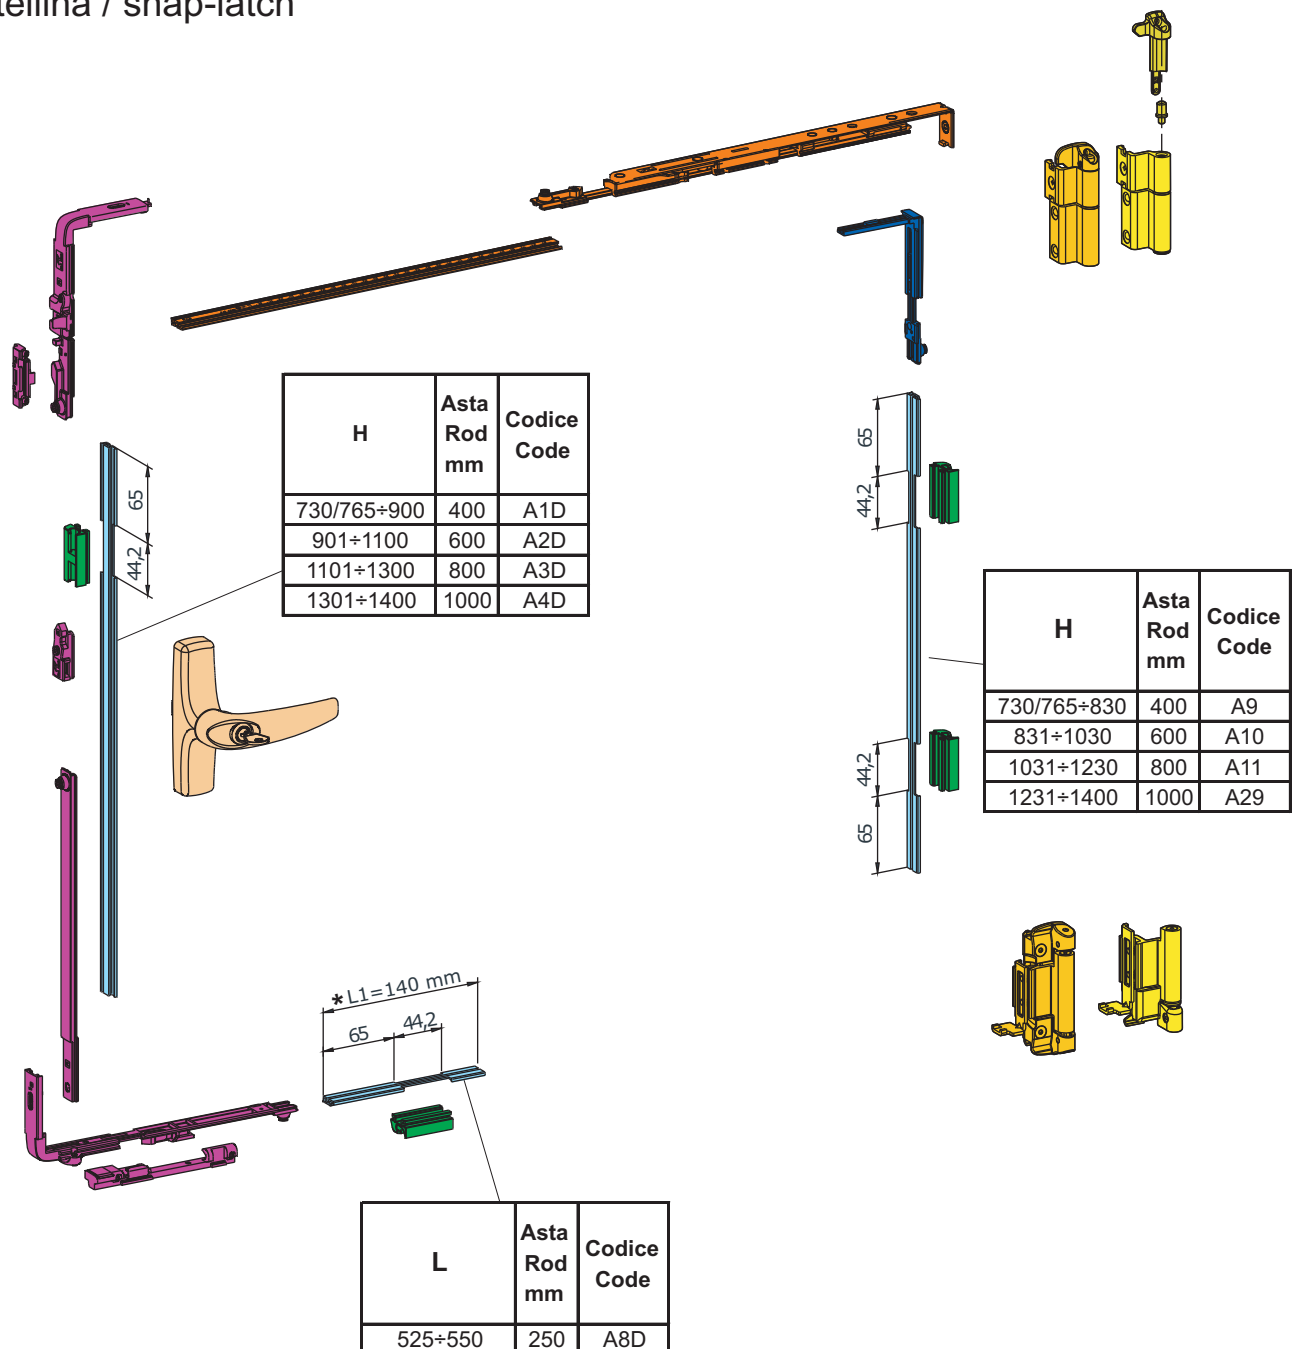 snap-latch
H Asta Rod mm Codice Code
730/765÷900 400 A1D
901÷1100 600 A2D
1101÷1300 800 A3D
1301÷1400 1000 A4D
65
44,2
65
44,2
44,2
65
H Asta Rod mm Codice Code
730/765÷830 400 A9
831÷1030 600 A10
1031÷1230 800 A11
1231÷1400 1000 A29
*L1=140 mm
65 44,2
L Asta Rod mm Codice Code
525÷550 250 A8D